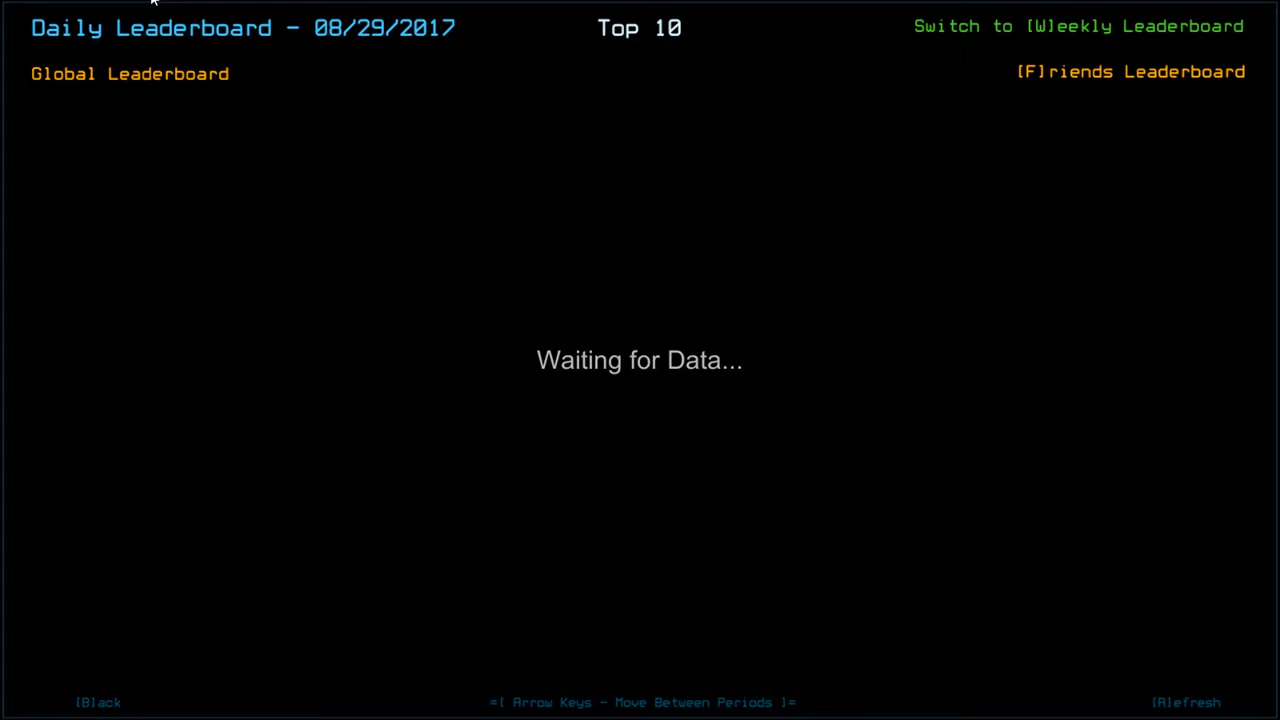 Daily Leaderboard - 08/29/2017
Top 10
Switch to [W]eekly Leaderboard
Global Leaderboard
[F]riends Leaderboard
Waiting for Data...
[B]ack
=[ Arrow Keys - Move Between Periods ]=
[R]efresh